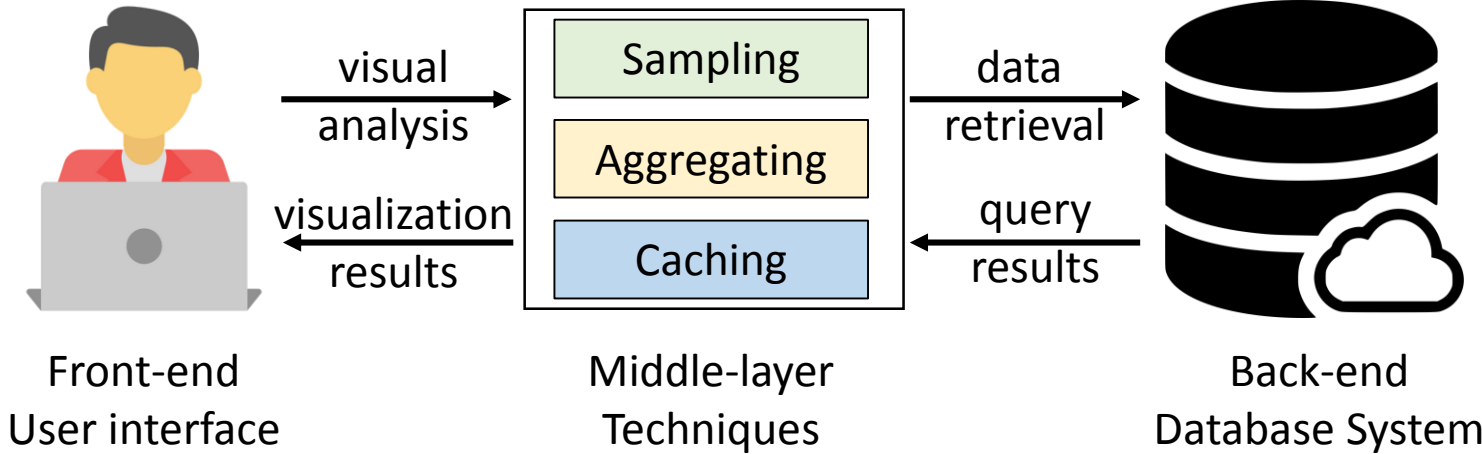 visual
analysis
visualization
results
Sampling
Aggregating
Caching
data
retrieval
query
results
Front-end
User interface
Middle-layer
Techniques
Back-end
Database System